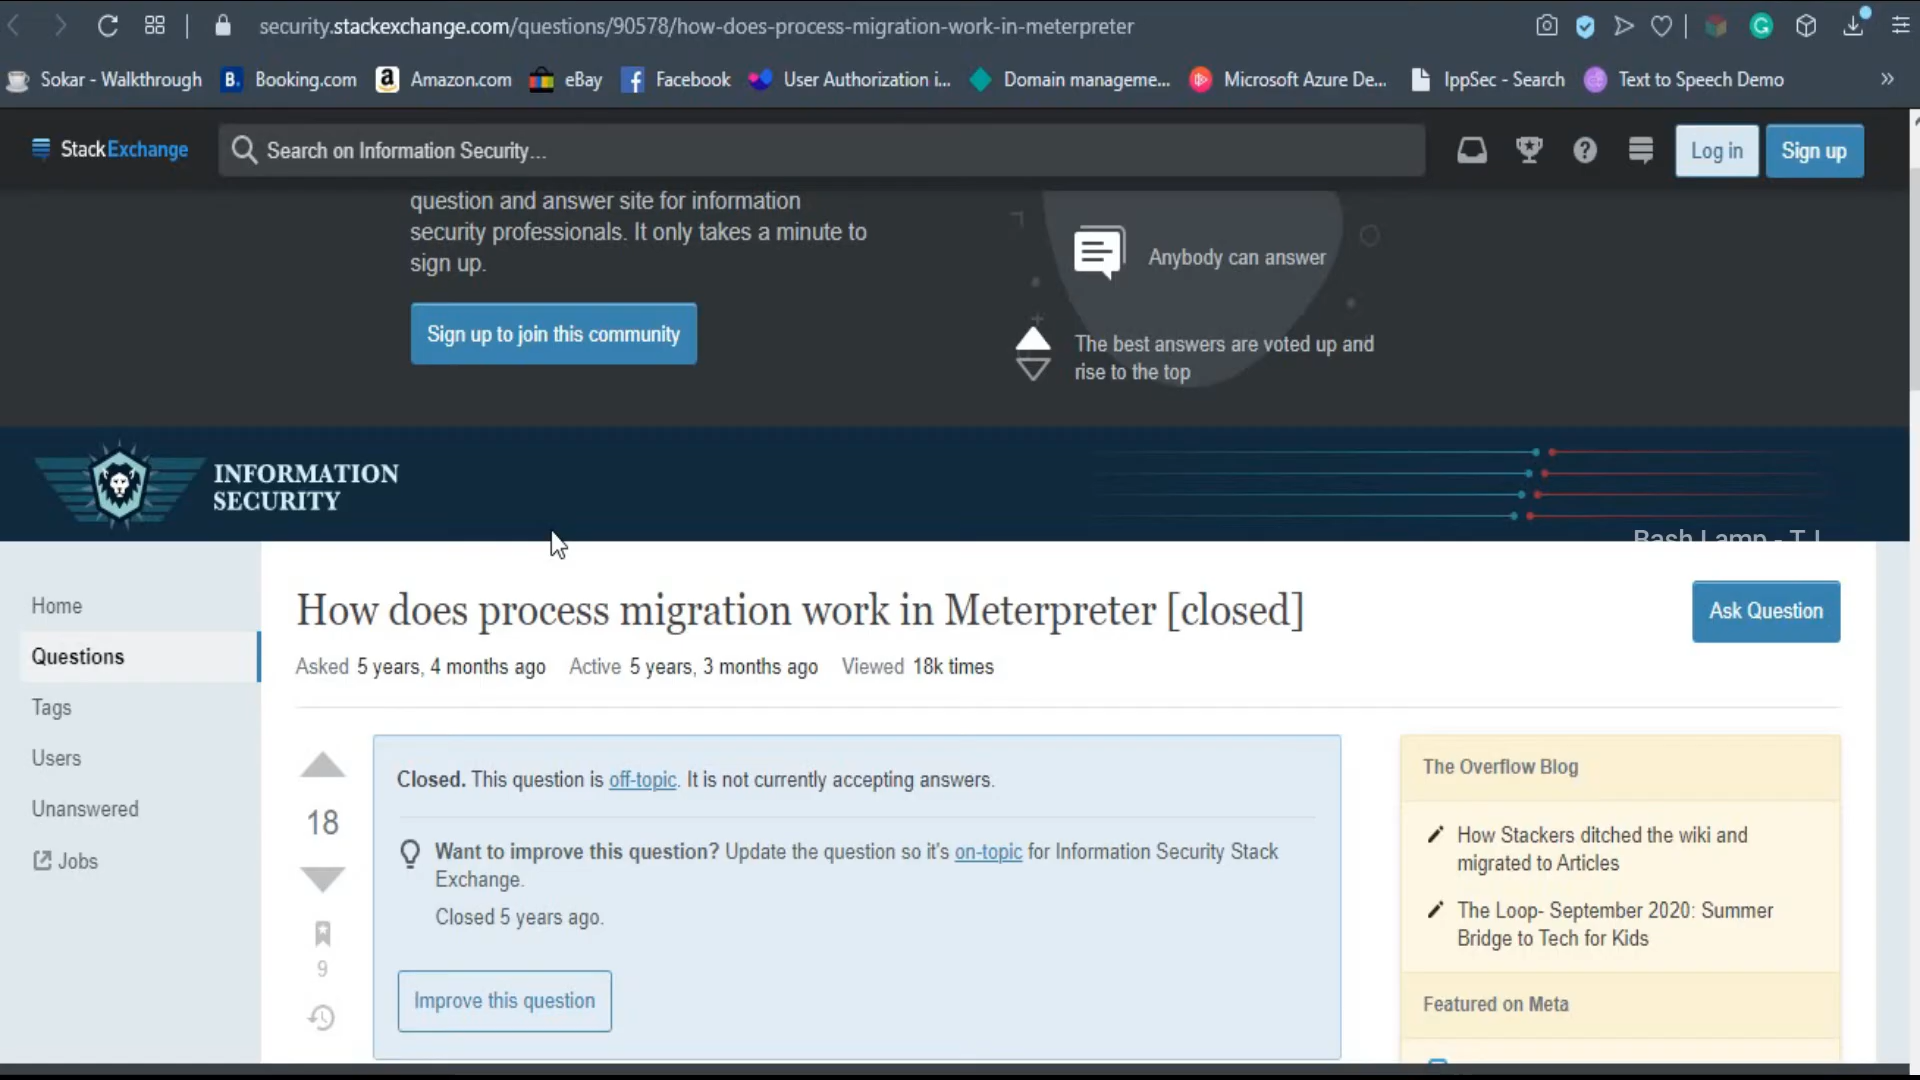 security.stackexchange.com/questions/90578/how-does-process-migration-work-in-meterpreter
Sokar - Walkthrough
B. Booking.com
a Amazon.com
eBay
f Facebook
User Authorization i...
Domain manageme...
Microsoft Azure De...
IppSec - Search
Text to Speech Demo
»
StackExchange
Search on Information Security...
Log in
Sign up
question and answer site for information
security professionals. It only takes a minute to
sign up.
Sign up to join this community
Anybody can answer
The best answers are voted up and
rise to the top
INFORMATION
SECURITY
Bash Lamp - T.I
Home
Questions
Tags
Users
Unanswered
Jobs
How does process migration work in Meterpreter [closed]
Ask Question
Asked 5 years, 4 months ago Active 5 years, 3 months ago Viewed 18k times
18
9
Closed. This question is off-topic. It is not currently accepting answers.
Want to improve this question? Update the question so it's on-topic for Information Security Stack
Exchange.
Closed 5 years ago.
Improve this question
The Overflow Blog
How Stackers ditched the wiki and
migrated to Articles
The Loop- September 2020: Summer
Bridge to Tech for Kids
Featured on Meta